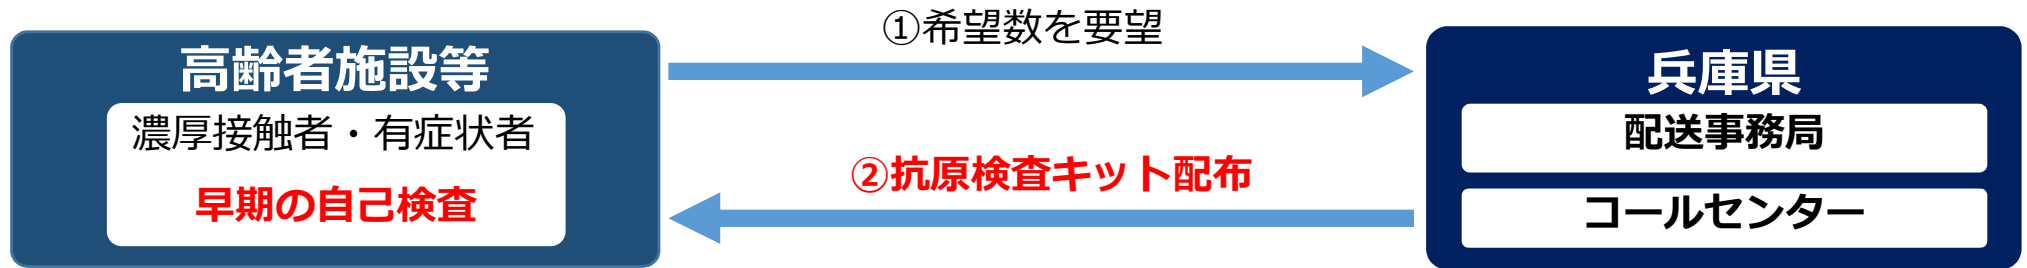 高齢者施設等
濃厚接触者・有症状者
早期の自己検査
①希望数を要望
②抗原検査キット配布
兵庫県
配送事務局
コールセンター